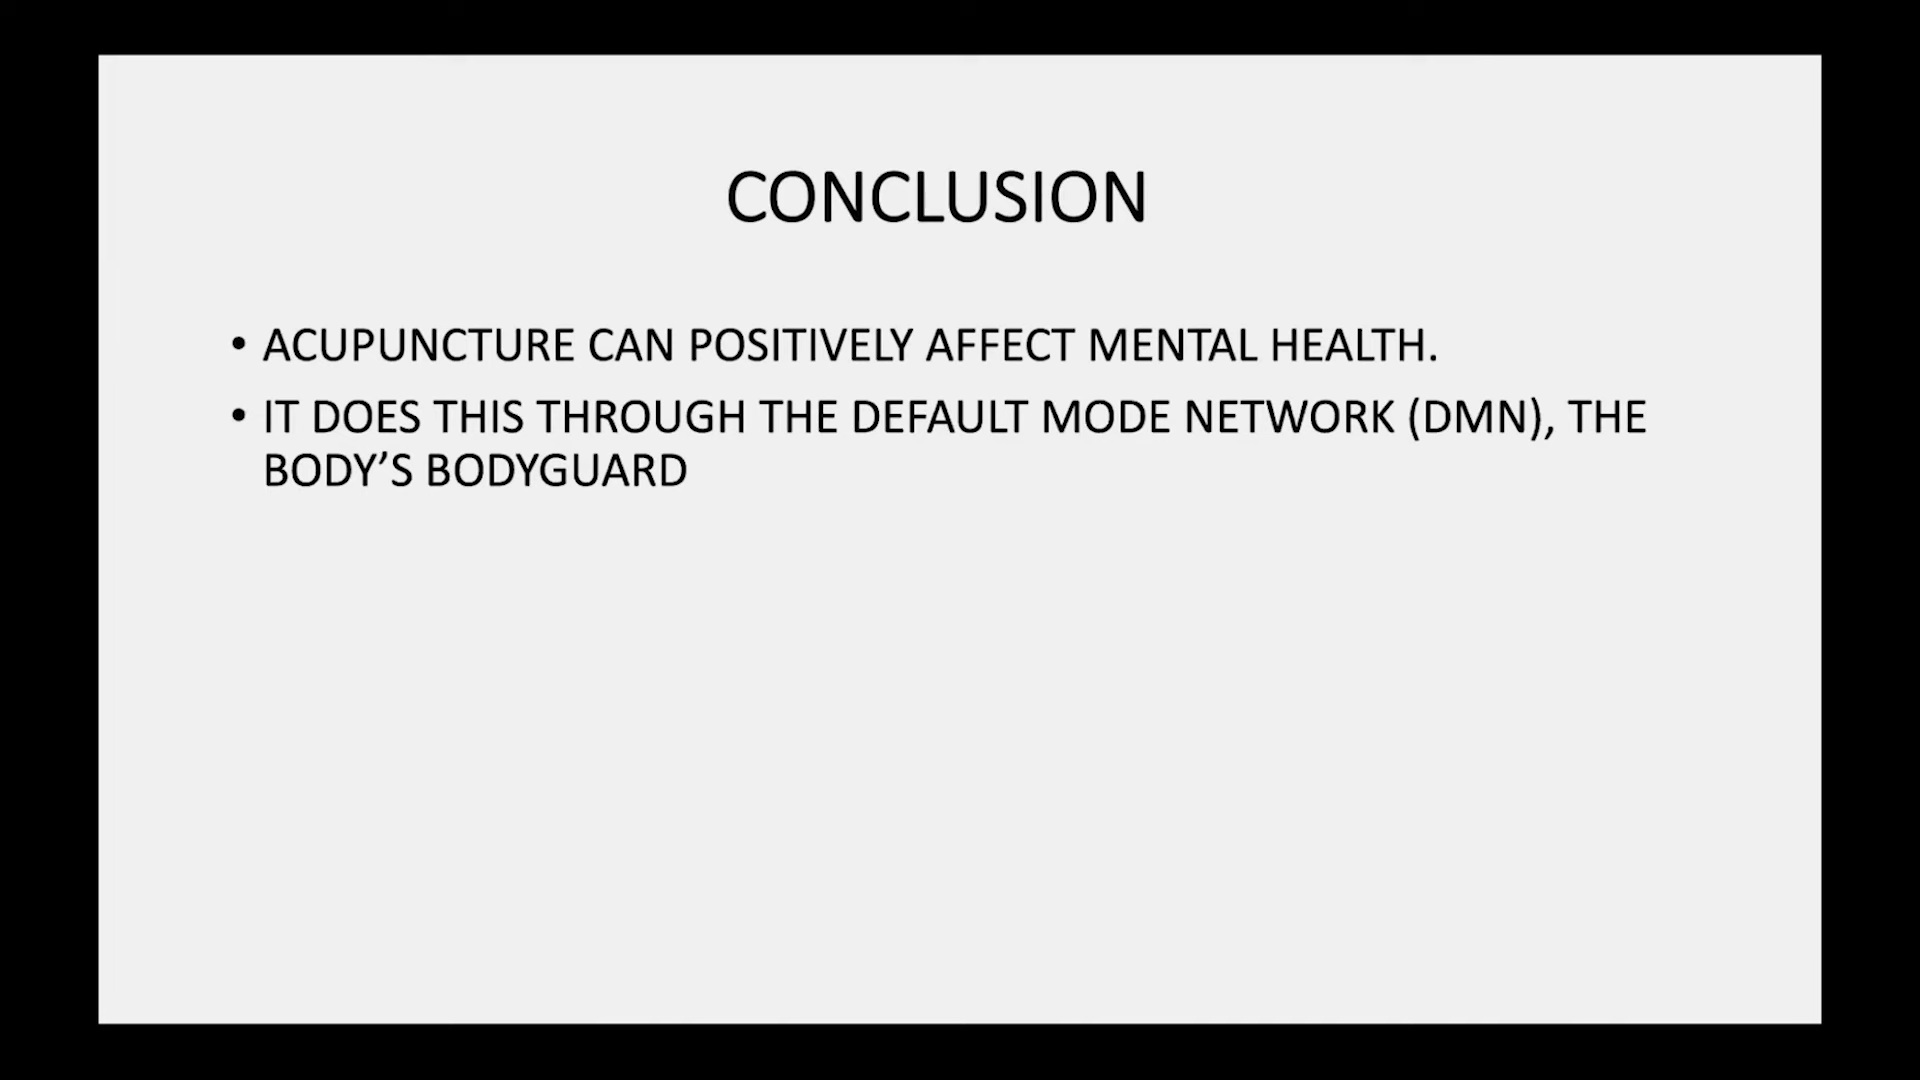 CONCLUSION
• ACUPUNCTURE CAN POSITIVELY AFFECT MENTAL HEALTH.
• IT DOES THIS THROUGH THE DEFAULT MODE NETWORK (DMN), THE
BODY’S BODYGUARD